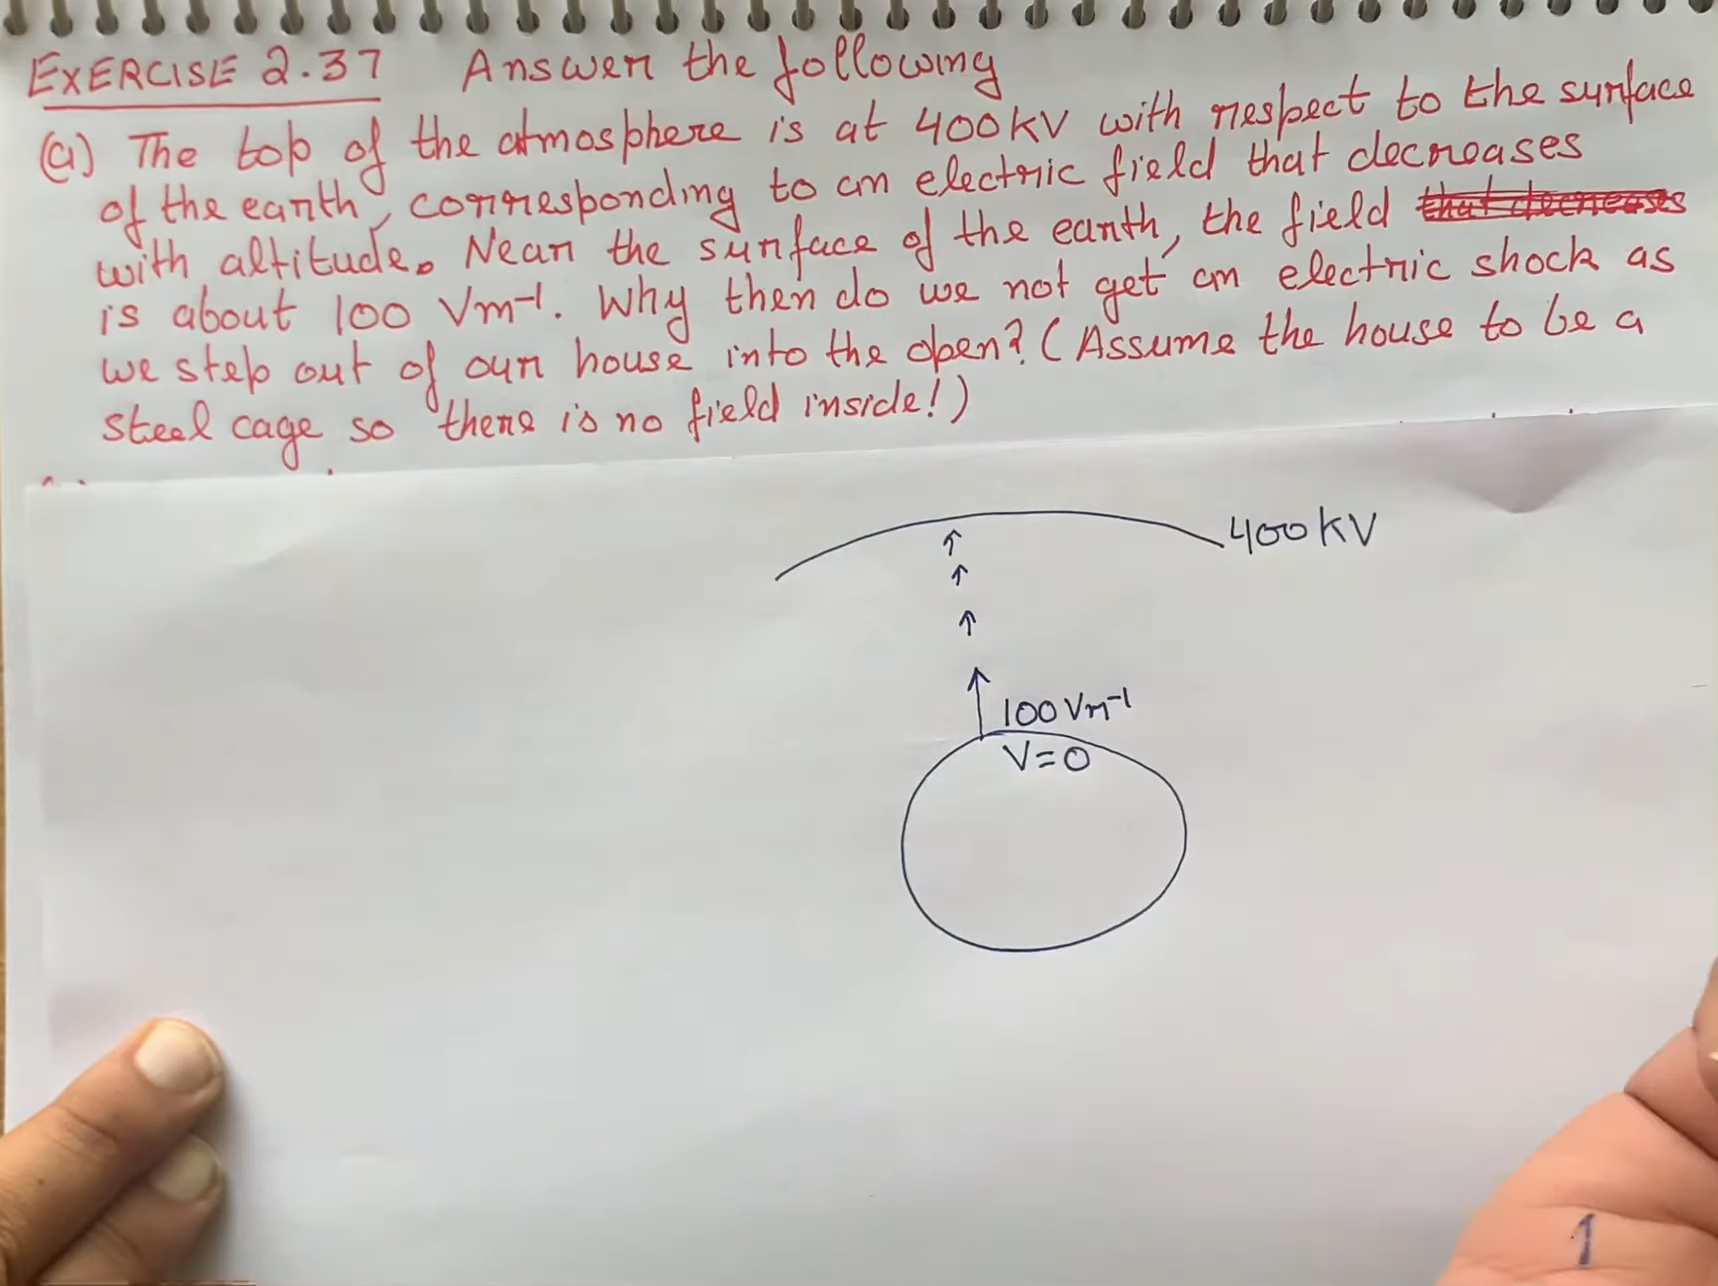 EXERCISE 2.37 Answer the following
(a) The top of the atmosphere is at 400kV with respect to the surface
of the earth, corresponding to an electric field that decreases
with altitude. Near the surface of the earth, the field that decreases
is about 100 Vm⁻¹. Why then do we not get an electric shock as
we step out of our house into the open? (Assume the house to be a
steel cage so there is no field inside!)
400kV
100Vm⁻¹
V=0
1